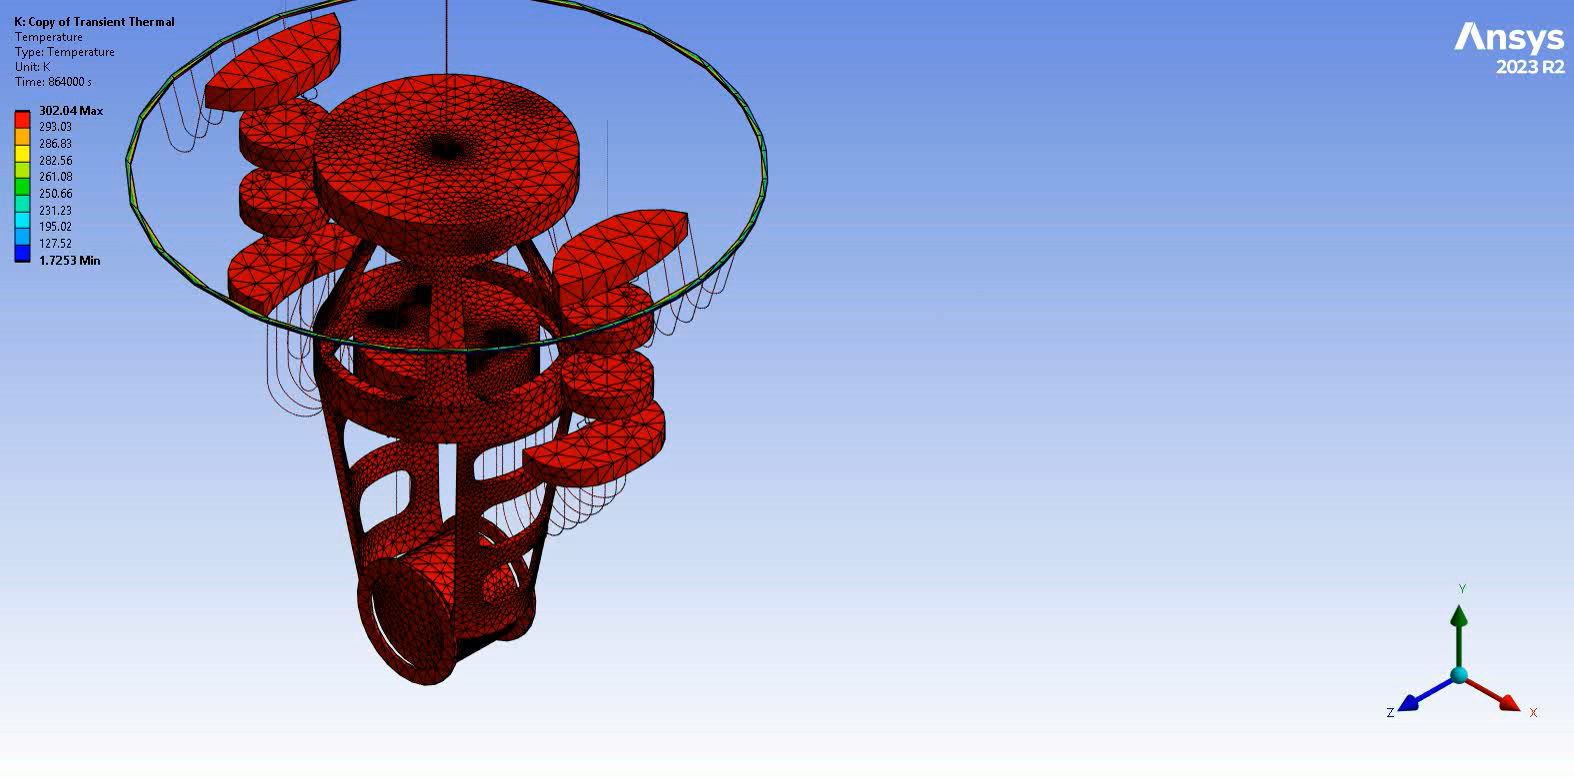 K: Copy of Transient Thermal
Temperature
Type: Temperature
Unit: K
Time: 864000 s
302.04 Max
293.03
286.83
282.56
261.08
250.66
231.23
195.02
127.52
1.7253 Min
Ansys
2023 R2
Y
Z
X